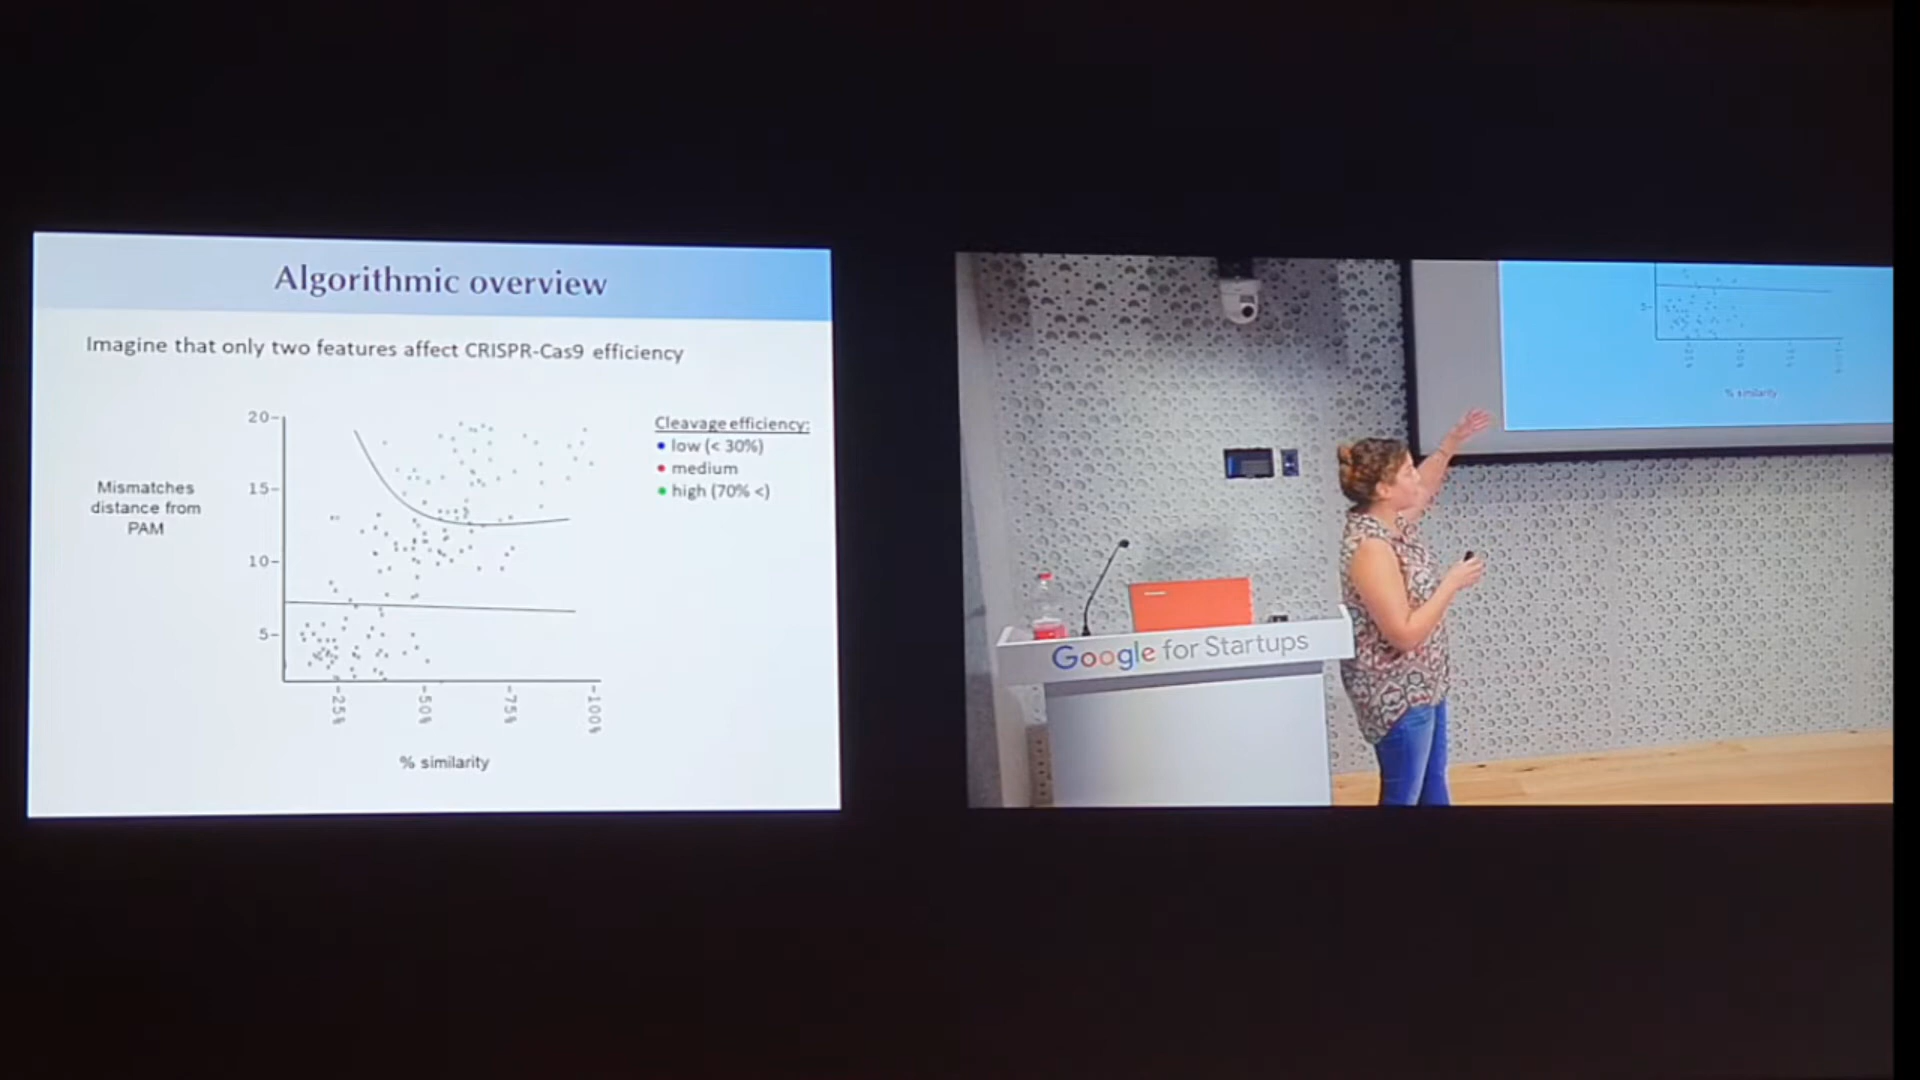 Algorithmic overview
Imagine that only two features affect CRISPR-Cas9 efficiency
Mismatches
distance from
PAM
20
15
10
5
25%
50%
75%
100%
% similarity
Cleavage efficiency:
low (< 30%)
medium
high (70% <)
5
% similarity
Google for Startups